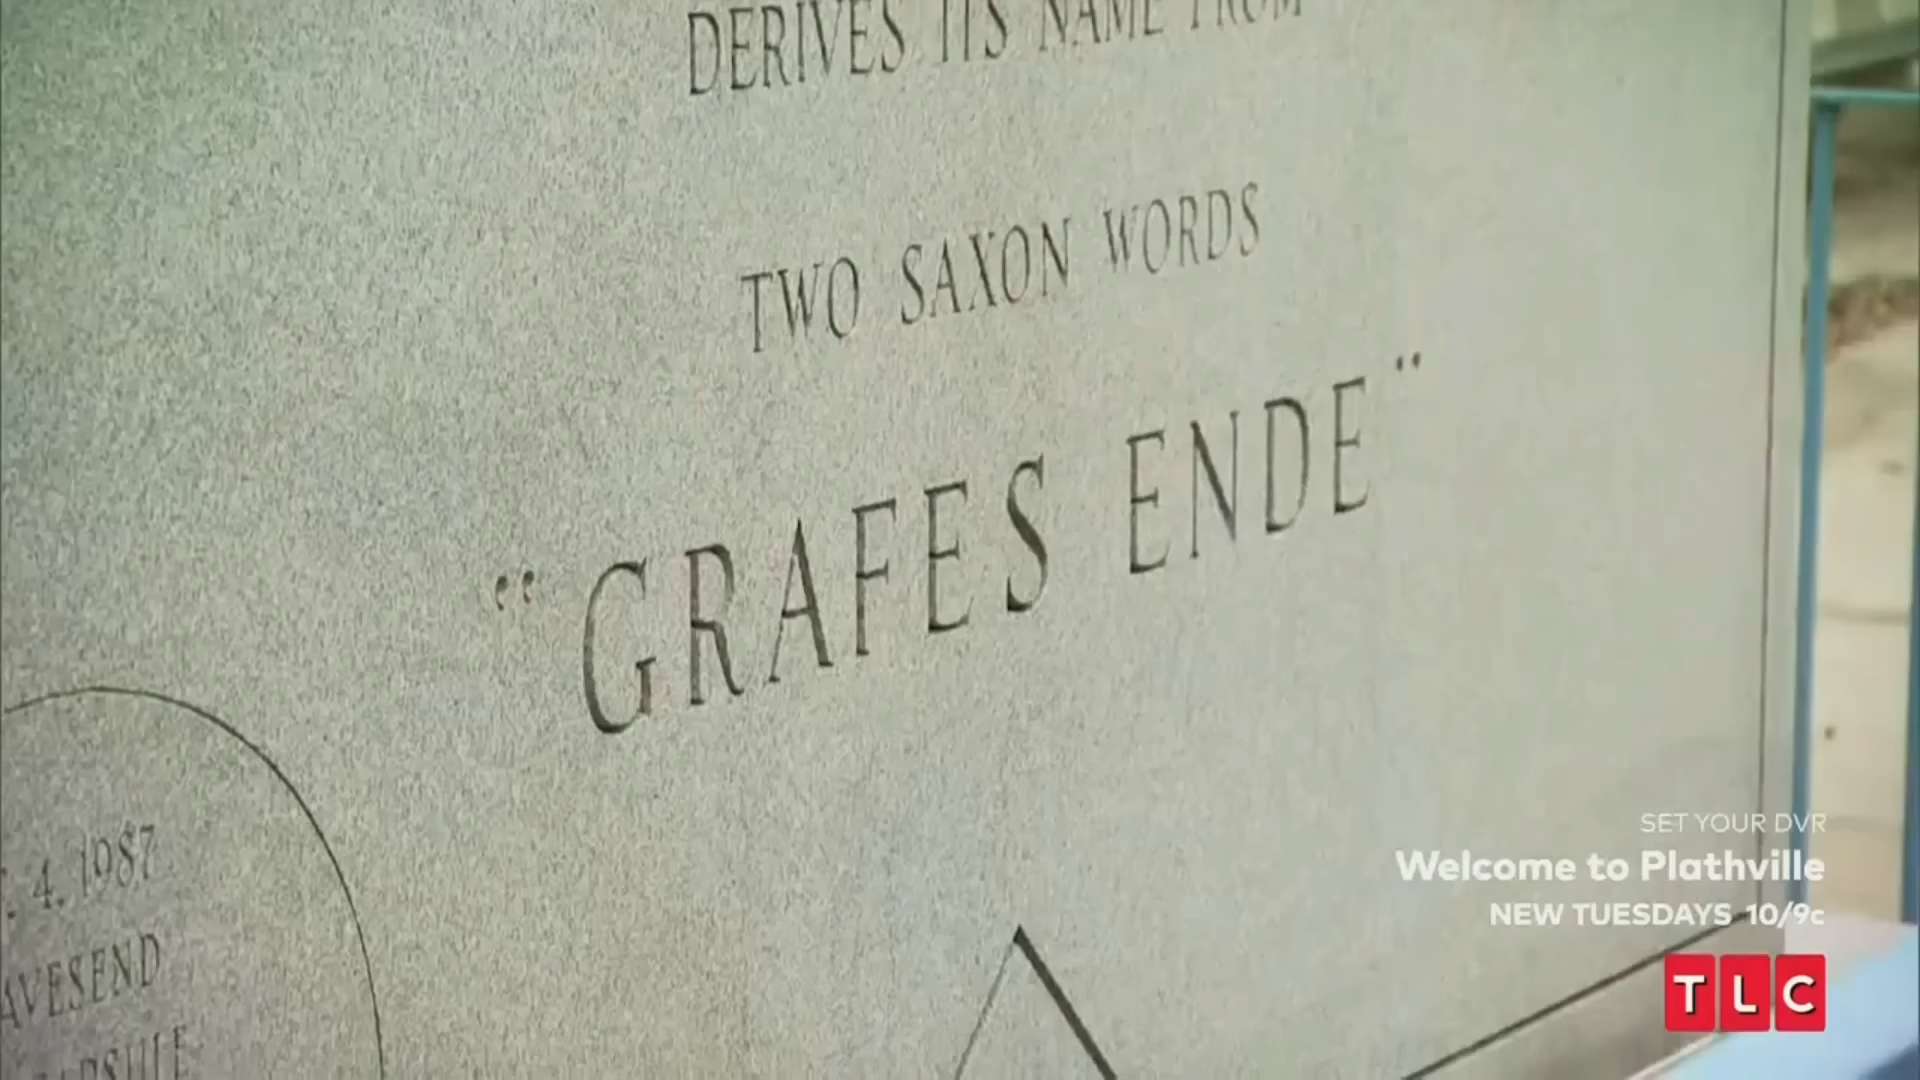 DERIVES ITS NAME FROM
TWO SAXON WORDS
"GRAFES ENDE"
4. 1987
AVESEND
SET YOUR DVR
Welcome to Plathville
NEW TUESDAYS 10/9c
TLC